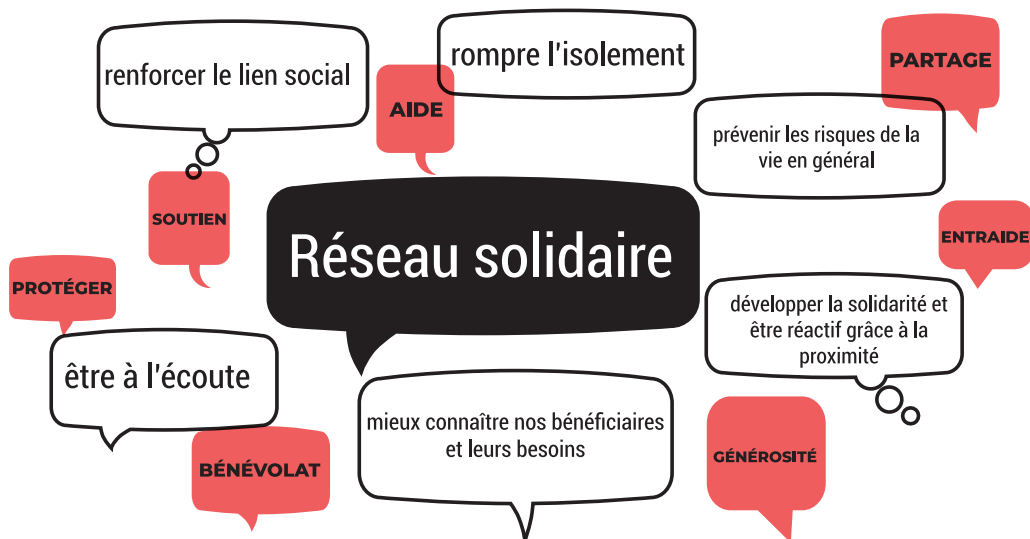 renforcer le lien social
rompre l'isolement
PARTAGE
AIDE
prévenir les risques de la
vie en général
SOUTIEN
Réseau solidaire
ENTRAIDE
PROTÉGER
développer la solidarité et
être réactif grâce à la
proximité
être à l'écoute
mieux connaître nos bénéficiaires
et leurs besoins
BÉNÉVOLAT
GÉNÉROSITÉ